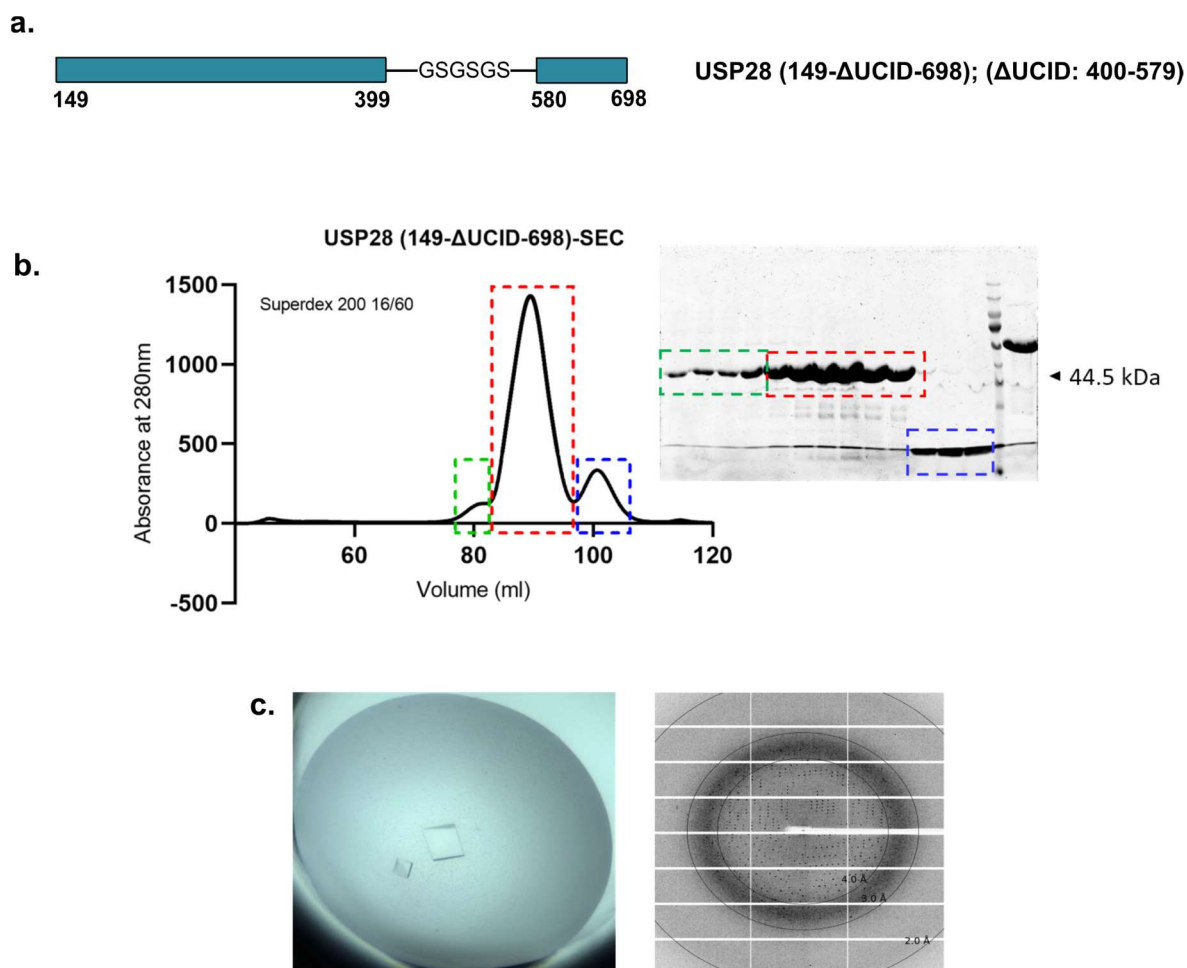 a.
GSGSGS
149
399
580
698
USP28 (149-ΔUCID-698); (ΔUCID: 400-579)
b.
USP28 (149-ΔUCID-698)-SEC
Superdex 200 16/60
1500
1000
500
0
-500
Absorance at 280nm
60
80
100
120
Volume (ml)
44.5 kDa
c.
4.0 Å
3.0 Å
2.0 Å